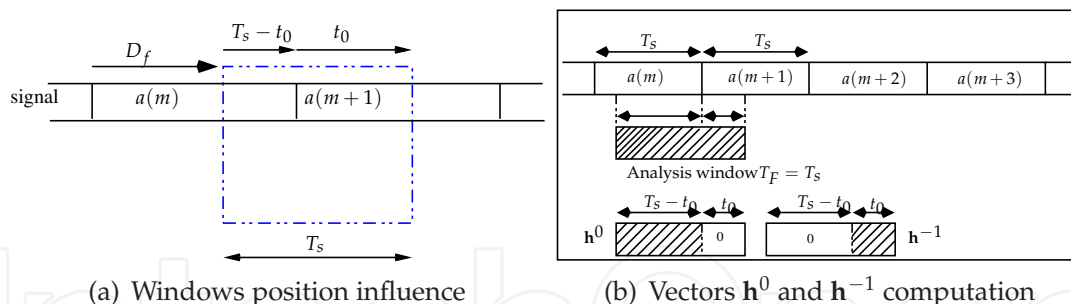 T_s − t_0
t_0
D_f
signal
a(m)
a(m + 1)
T_s
(a) Windows position influence
T_s
T_s
a(m)
a(m+1)
a(m+2)
a(m+3)
Analysis window T_F = T_s
T_s − t_0
t_0
T_s − t_0
t_0
h^0
0
0
h^{−1}
(b) Vectors h^0 and h^{−1} computation